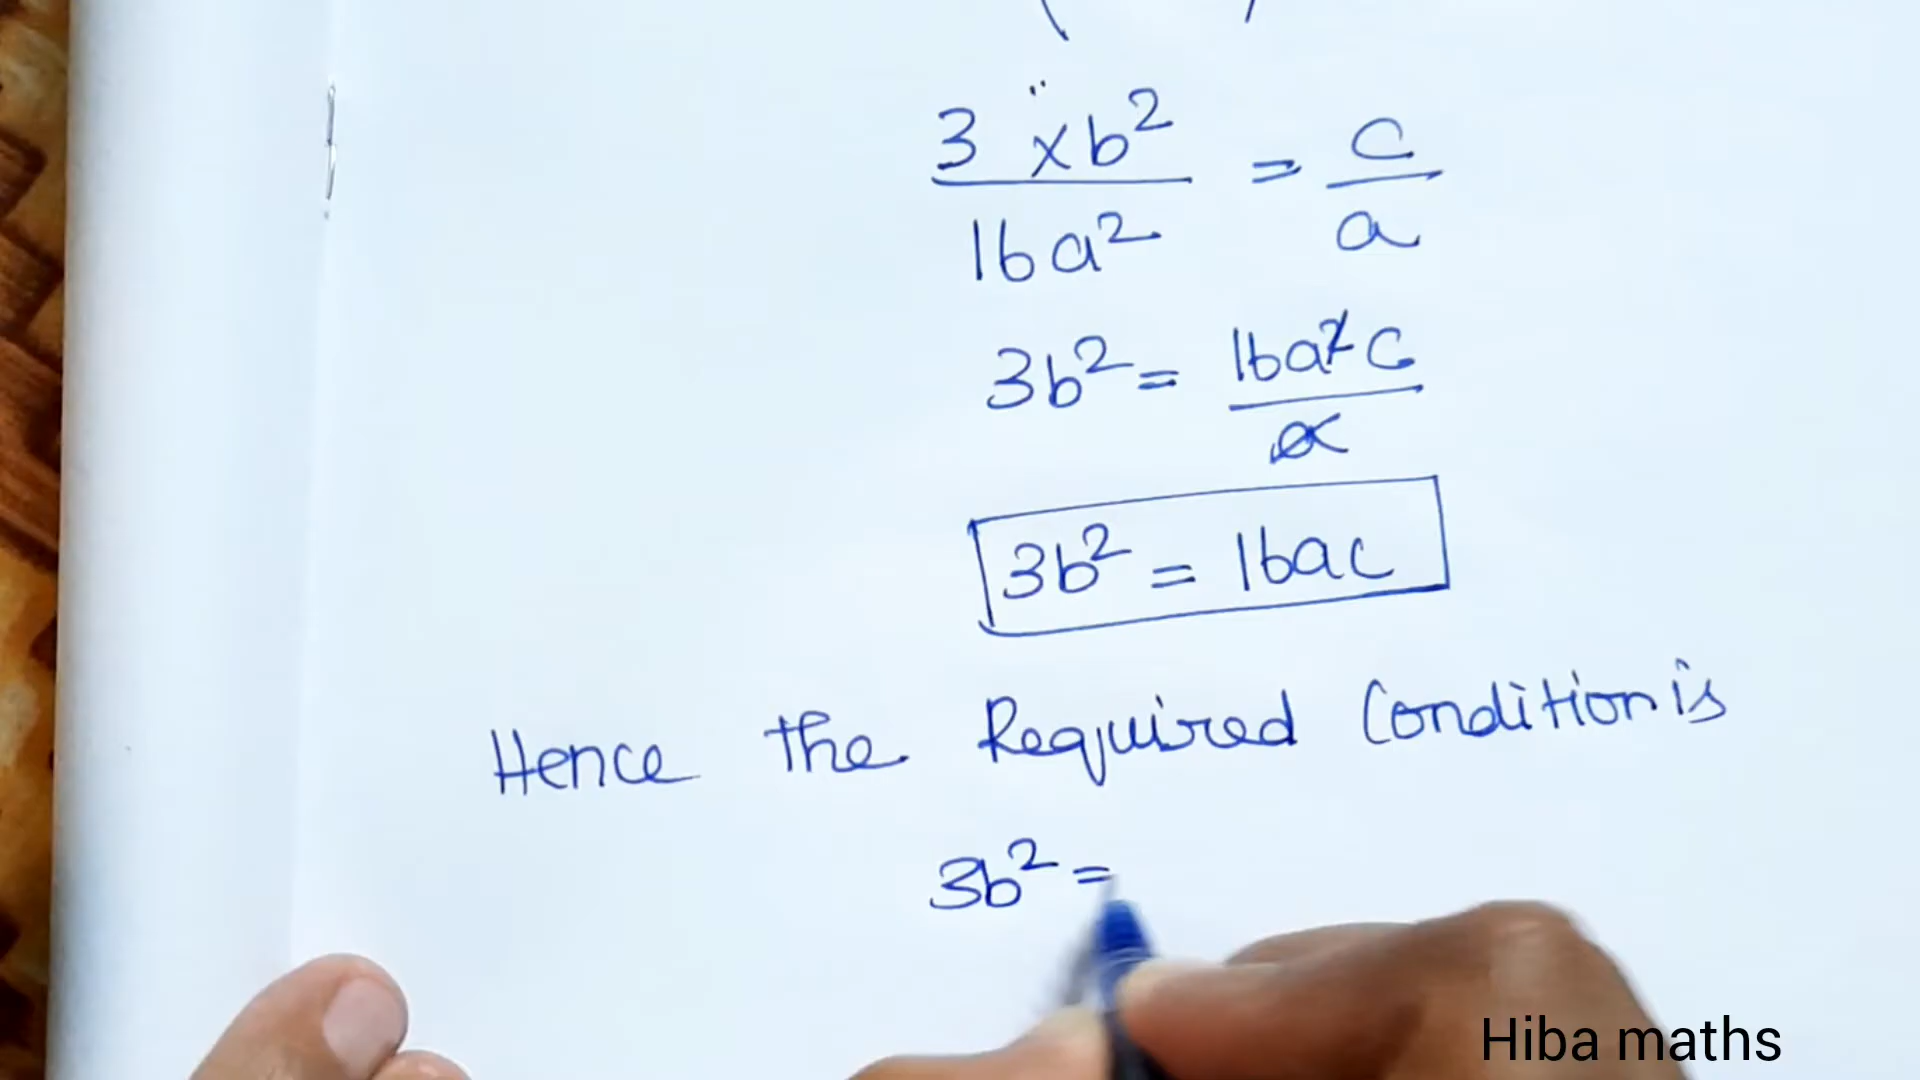 3 × b² / 16a² = c / a
3b² = 16a²c / a
3b² = 16ac
Hence the Required Condition is
3b² =
Hiba maths